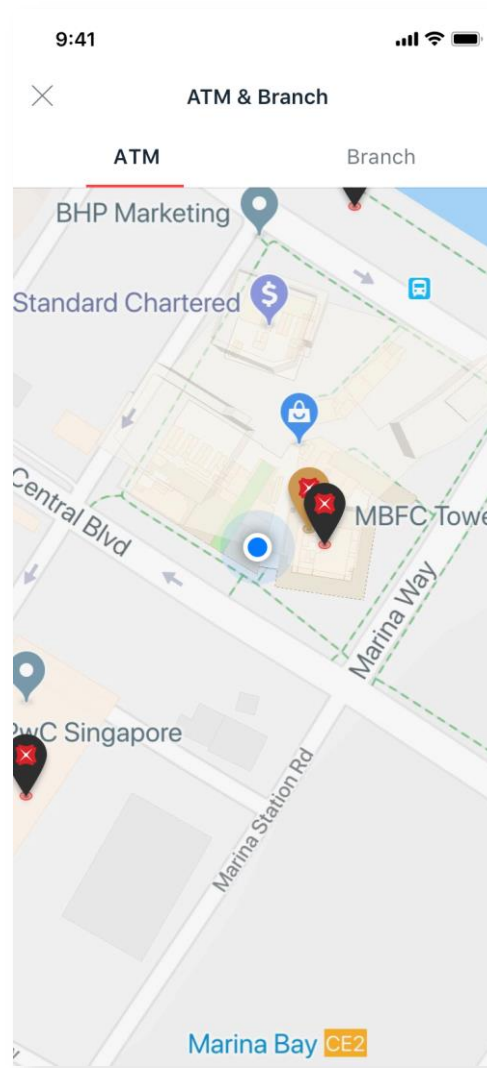 9:41
ATM & Branch
ATM
Branch
BHP Marketing
Standard Chartered
$
Central Blvd
MBFC Towe
Marina Way
PwC Singapore
Marina Station Rd
Marina Bay CE2